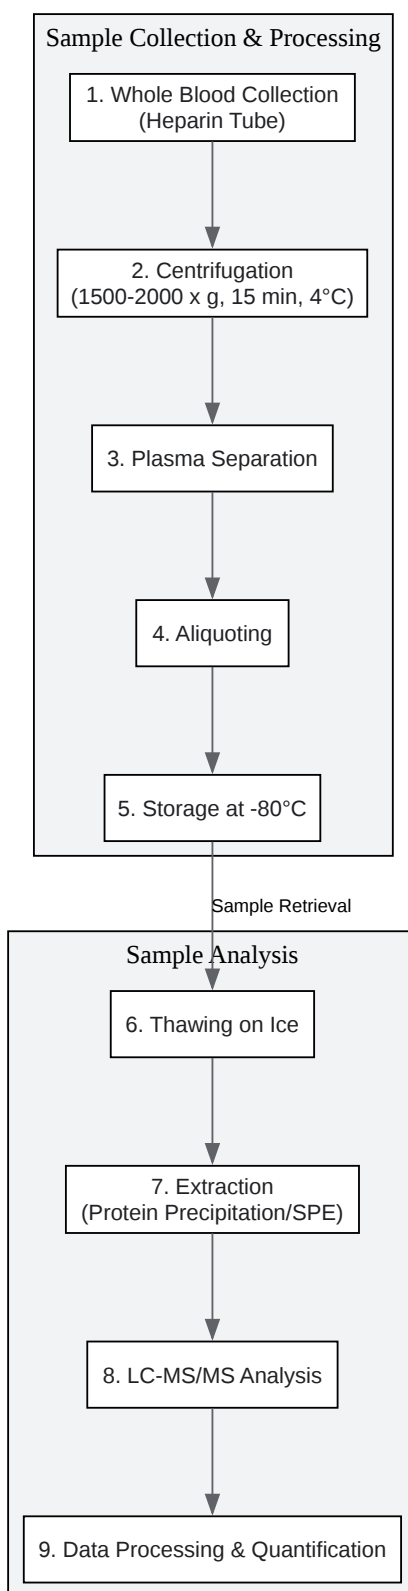 Sample Collection & Processing
1. Whole Blood Collection
(Heparin Tube)
2. Centrifugation
(1500-2000 x g, 15 min, 4°C)
3. Plasma Separation
4. Aliquoting
5. Storage at -80°C
Sample Retrieval
Sample Analysis
6. Thawing on Ice
7. Extraction
(Protein Precipitation/SPE)
8. LC-MS/MS Analysis
9. Data Processing & Quantification